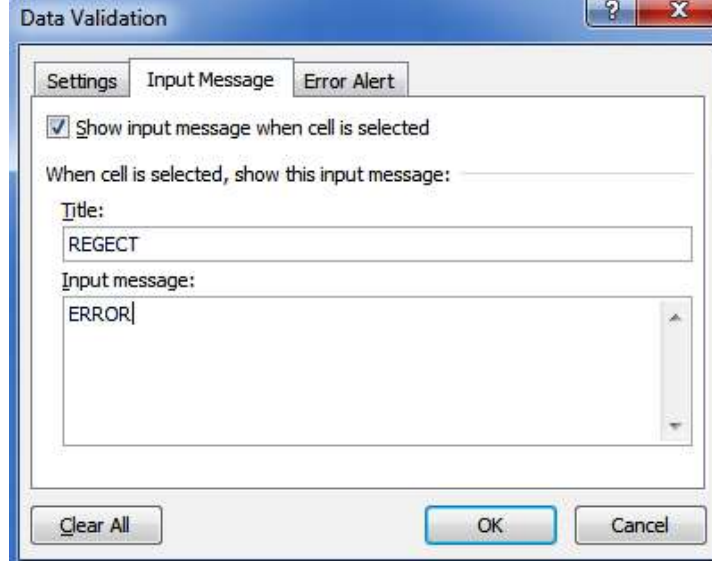 Data Validation
? X
Settings Input Message Error Alert
Show input message when cell is selected
When cell is selected, show this input message:
Title:
REGECT
Input message:
ERROR
Clear All OK Cancel